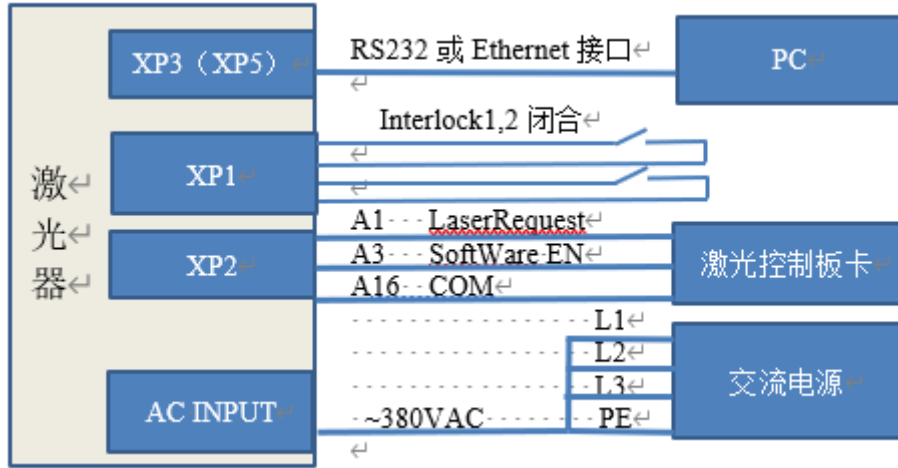 XP3（XP5）
RS232 或 Ethernet 接口
PC
Interlock1,2 闭合
XP1
激光器
A1 LaserRequest
A3 SoftWare EN
XP2
激光控制板卡
A16 COM
L1
L2
交流电源
L3
AC INPUT
~380VAC PE